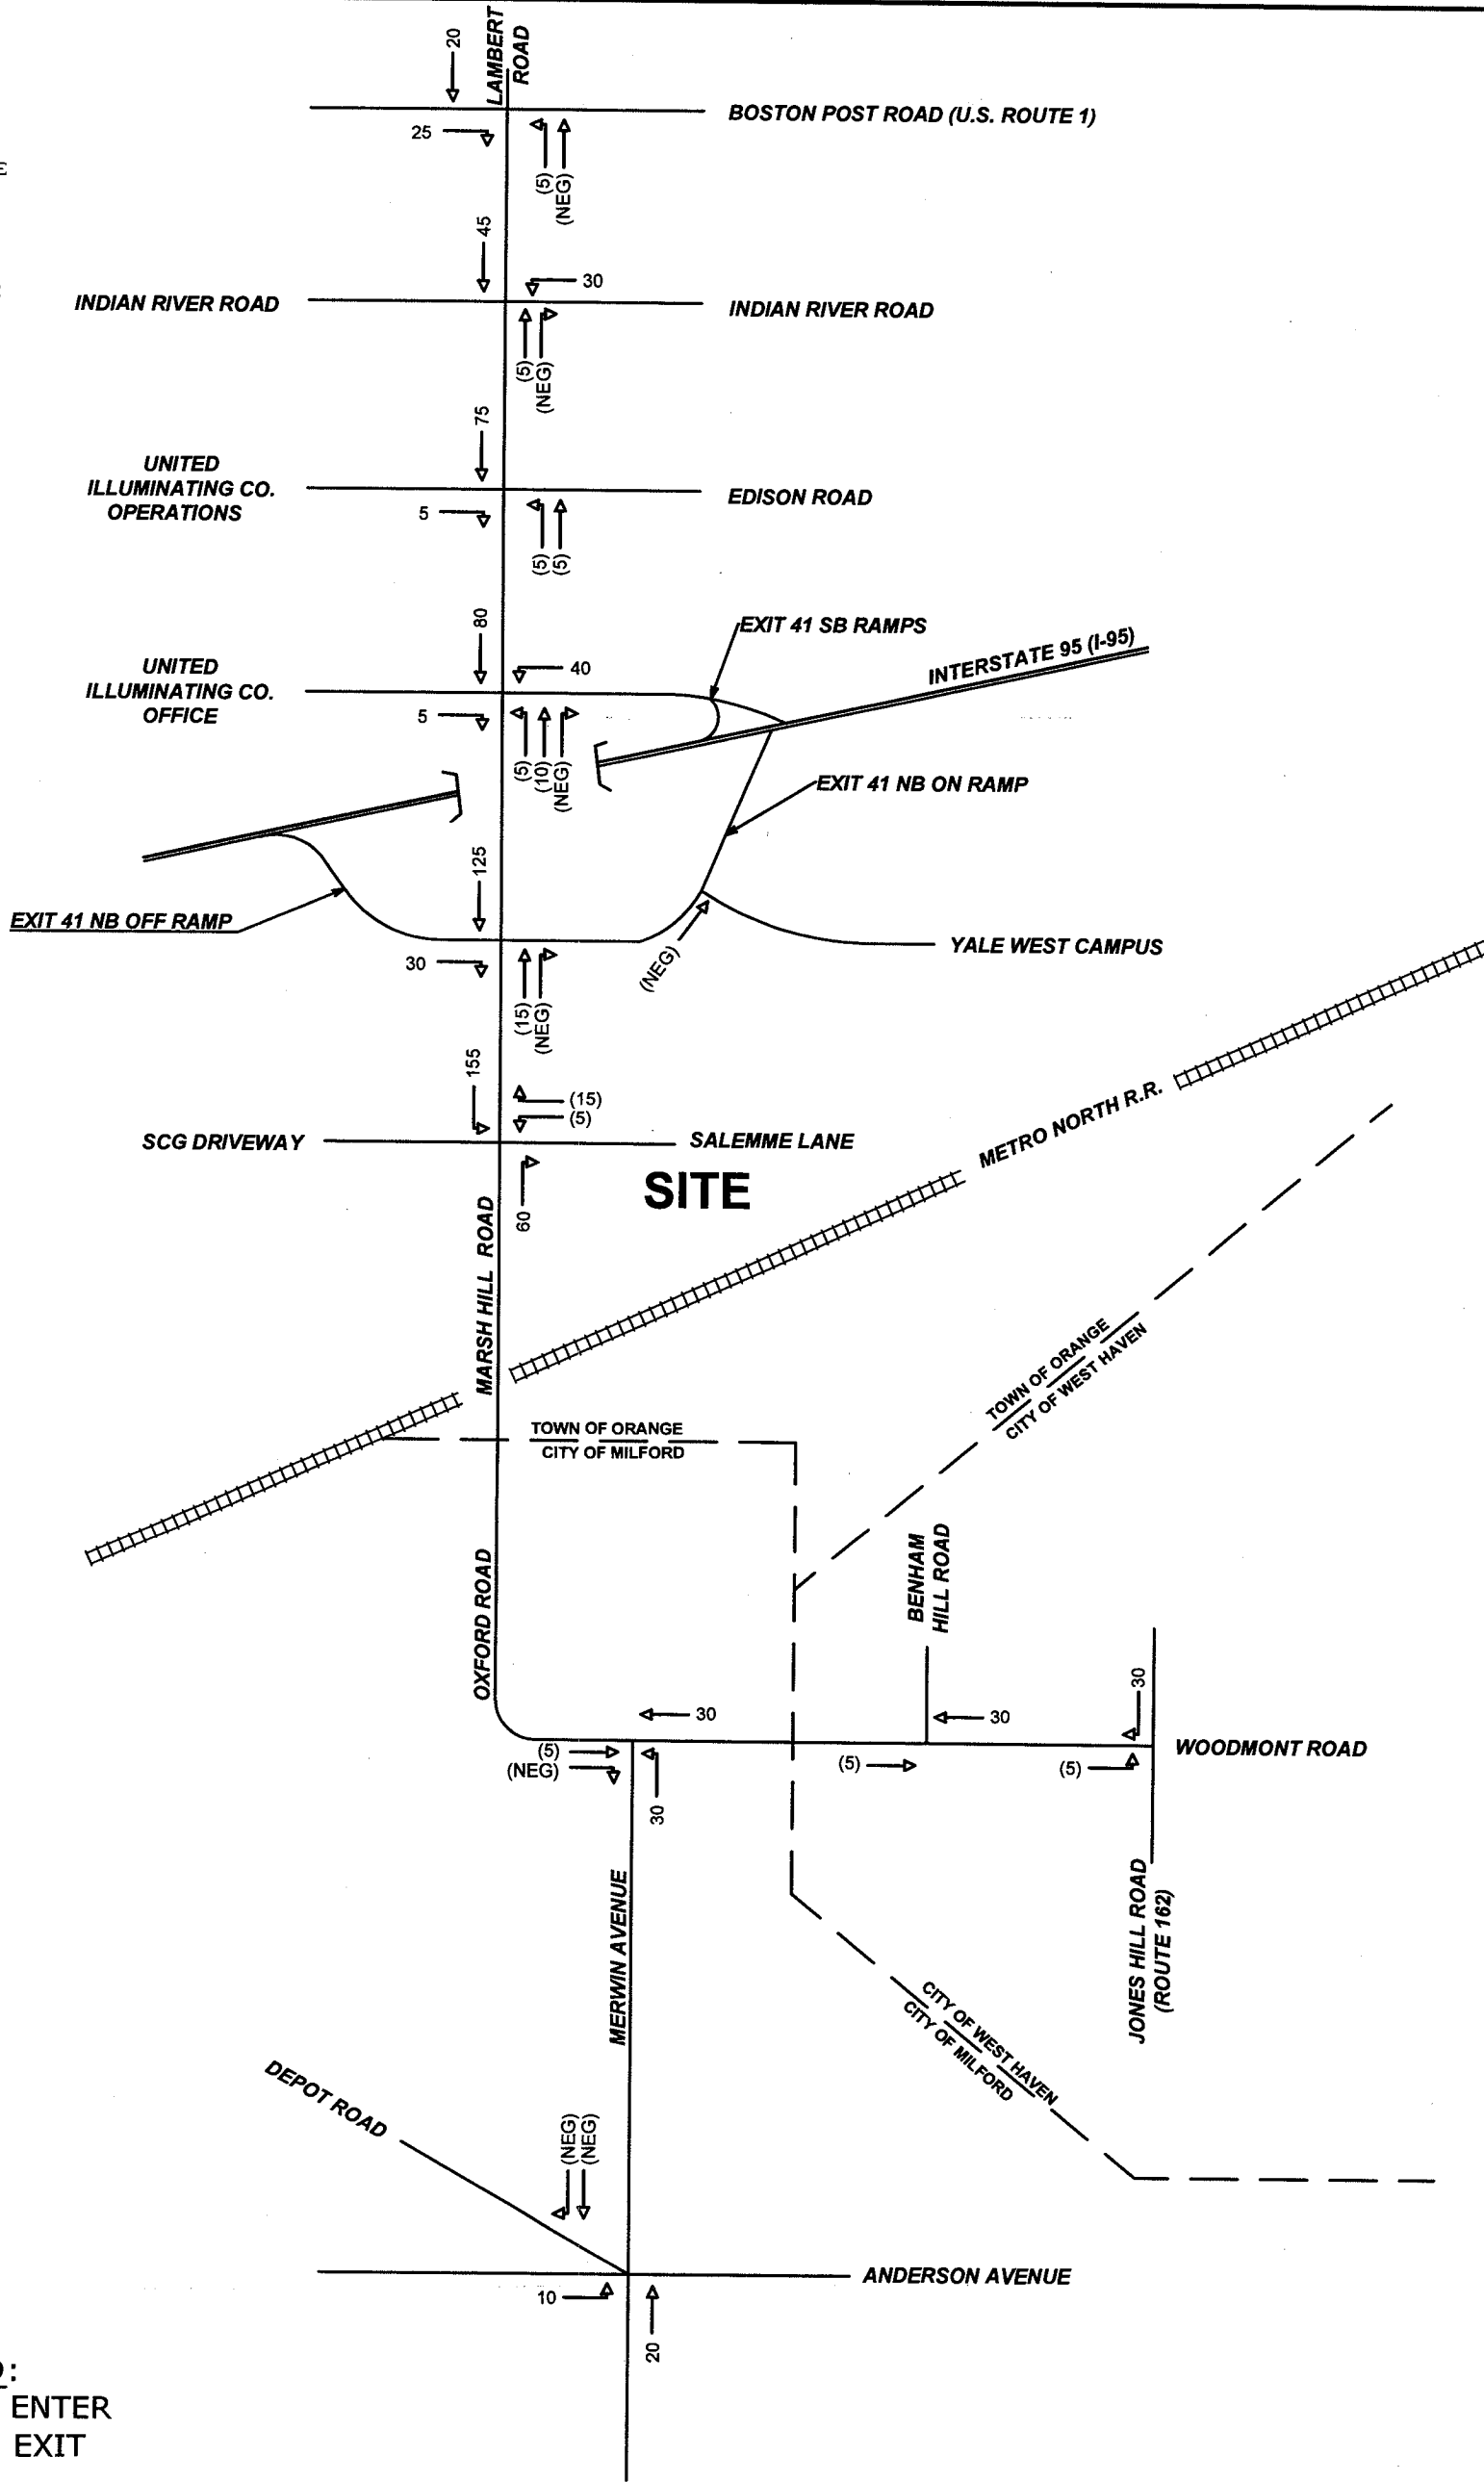 LAMBERT
ROAD
20
BOSTON POST ROAD (U.S. ROUTE 1)
25
(5)
(NEG)
45
30
INDIAN RIVER ROAD
INDIAN RIVER ROAD
(5)
(NEG)
75
UNITED
ILLUMINATING CO.
OPERATIONS
EDISON ROAD
5
(5)
(5)
80
EXIT 41 SB RAMPS
INTERSTATE 95 (I-95)
40
UNITED
ILLUMINATING CO.
OFFICE
5
(5)
(10)
(NEG)
EXIT 41 NB ON RAMP
125
EXIT 41 NB OFF RAMP
YALE WEST CAMPUS
30
(NEG)
(15)
(NEG)
155
(15)
(5)
METRO NORTH R.R.
SCG DRIVEWAY
SALEMME LANE
SITE
60
MARSH HILL ROAD
TOWN OF ORANGE
CITY OF WEST HAVEN
TOWN OF ORANGE
CITY OF MILFORD
OXFORD ROAD
BENHAM
HILL ROAD
30
30
30
(5)
(NEG)
(5)
(5)
WOODMONT ROAD
30
MERWIN AVENUE
JONES HILL ROAD
(ROUTE 162)
CITY OF WEST HAVEN
CITY OF MILFORD
DEPOT ROAD
(NEG)
(NEG)
ANDERSON AVENUE
10
20
ENTER
EXIT